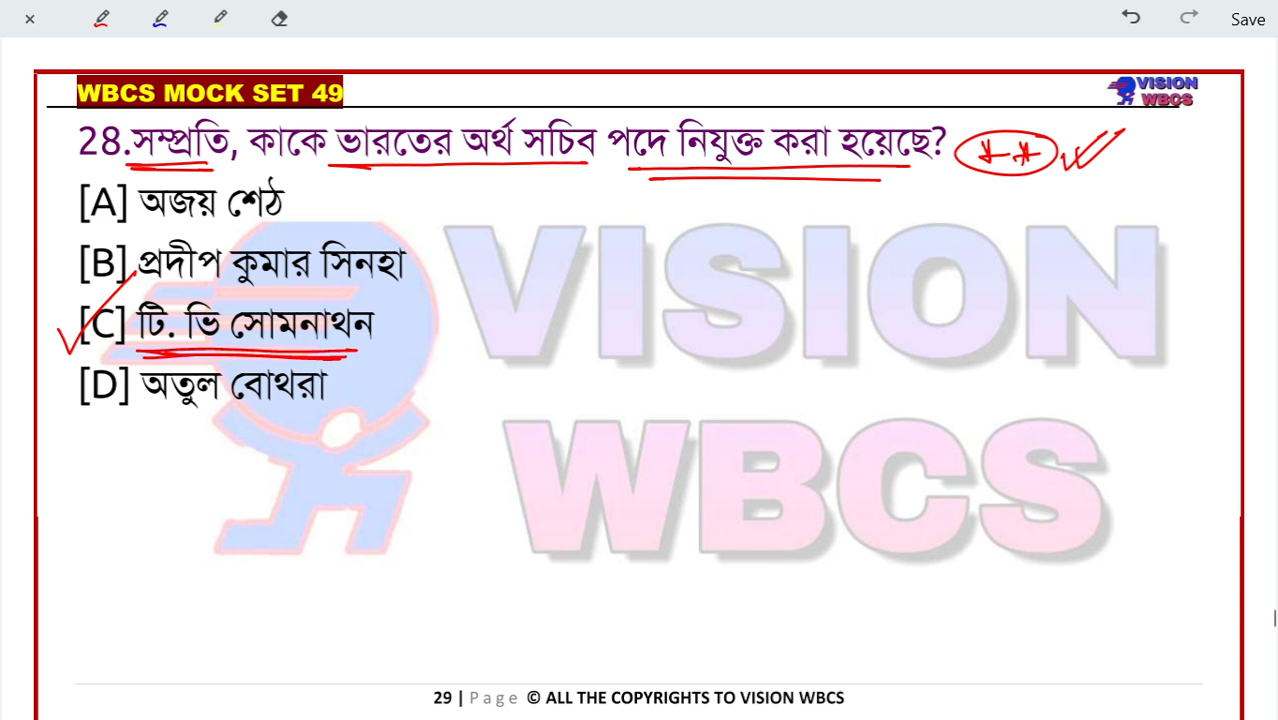 Save
WBCS MOCK SET 49
VISION
WBCS
28.সম্প্রতি, কাকে ভারতের অর্থ সচিব পদে নিযুক্ত করা হয়েছে?
[A] অজয় শেঠ
[B] প্রদীপ কুমার সিনহা
[C] টি. ভি সোমনাথন
[D] অতুল বোথরা
VISION
WBCS
29 | Page © ALL THE COPYRIGHTS TO VISION WBCS